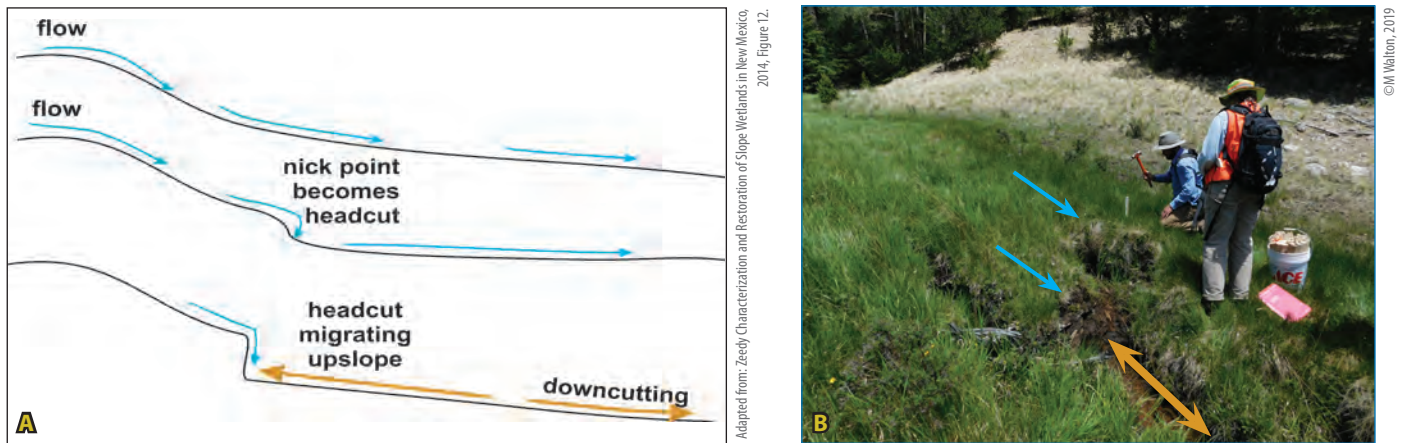 flow
flow
nick point
becomes
headcut
headcut
migrating
upslope
downcutting
A
Adapted from: Zeedy Characterization and Restoration of Slope Wetlands in New Mexico,
2014, Figure 12.
ACE
B
©M Walton, 2019